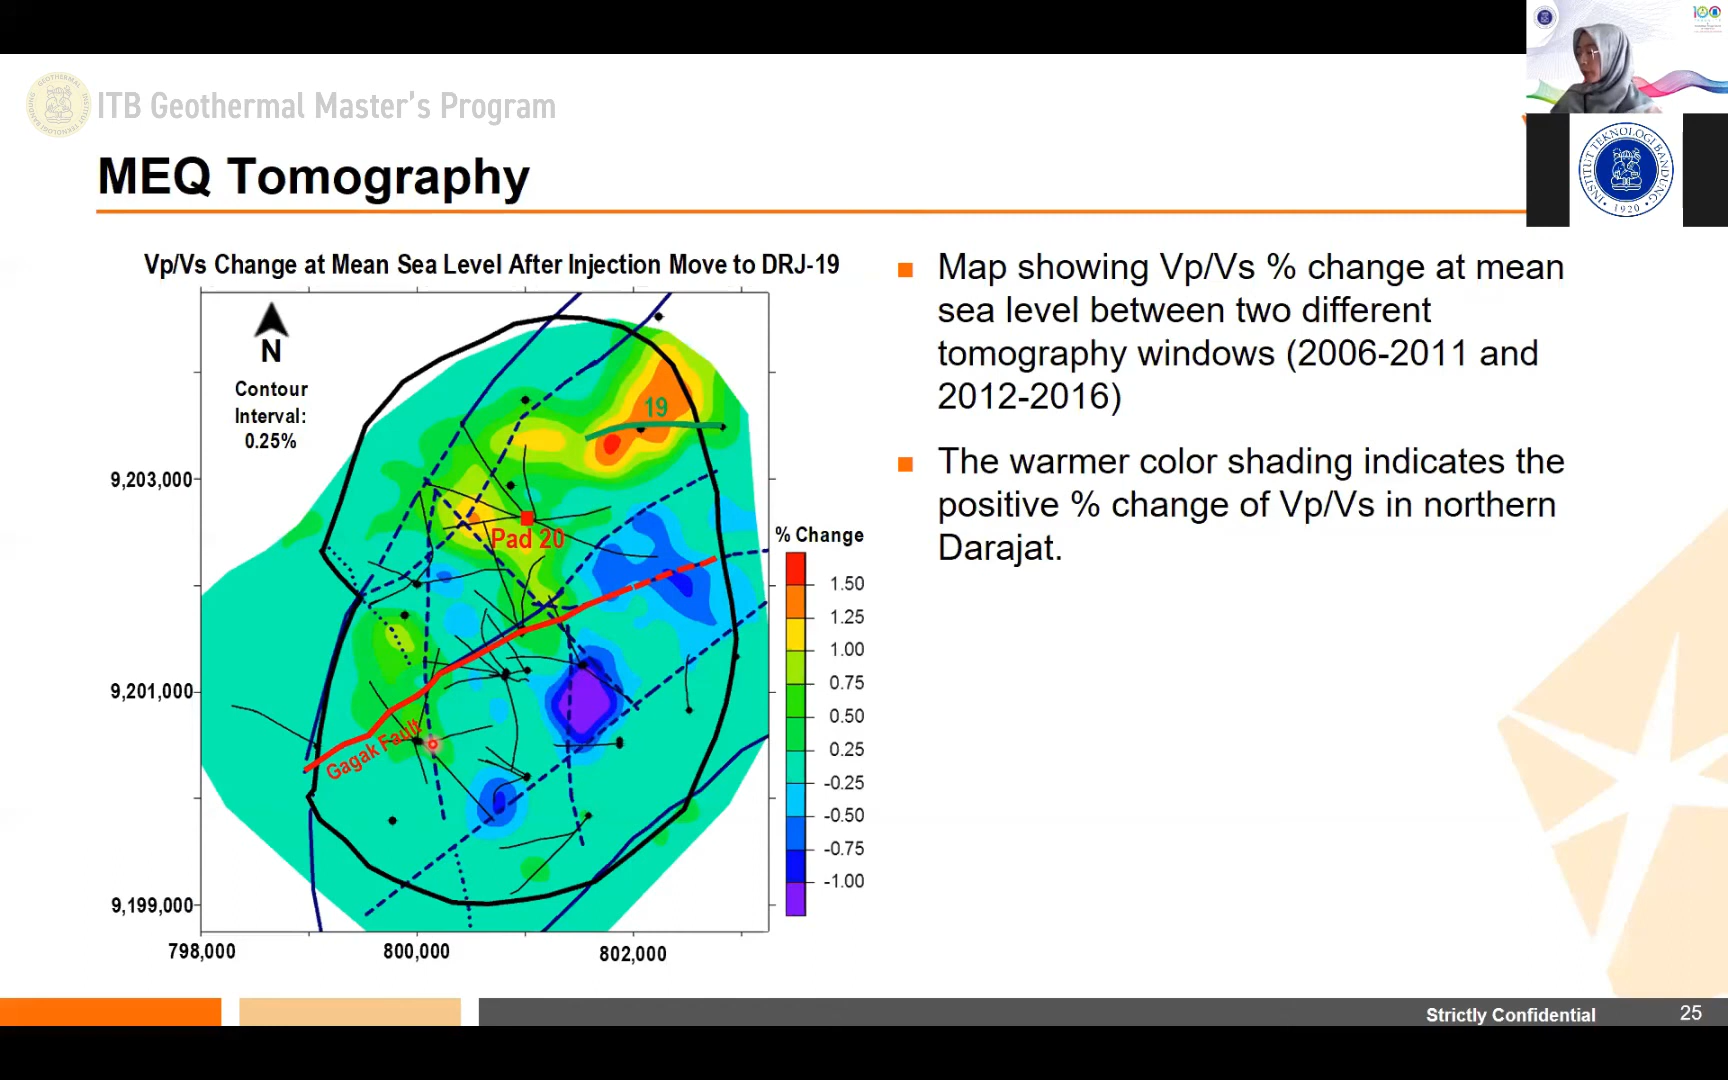 ITB Geothermal Master's Program
MEQ Tomography
INSTITUT TEKNOLOGI BANDUNG
1920
Vp/Vs Change at Mean Sea Level After Injection Move to DRJ-19
N
Contour
Interval:
0.25%
9,203,000
9,201,000
9,199,000
798,000
800,000
802,000
19
Pad 20
Gagak Fault
% Change
1.50
1.25
1.00
0.75
0.50
0.25
-0.25
-0.50
-0.75
-1.00
Map showing Vp/Vs % change at mean
sea level between two different
tomography windows (2006-2011 and
2012-2016)
The warmer color shading indicates the
positive % change of Vp/Vs in northern
Darajat.
Strictly Confidential
25